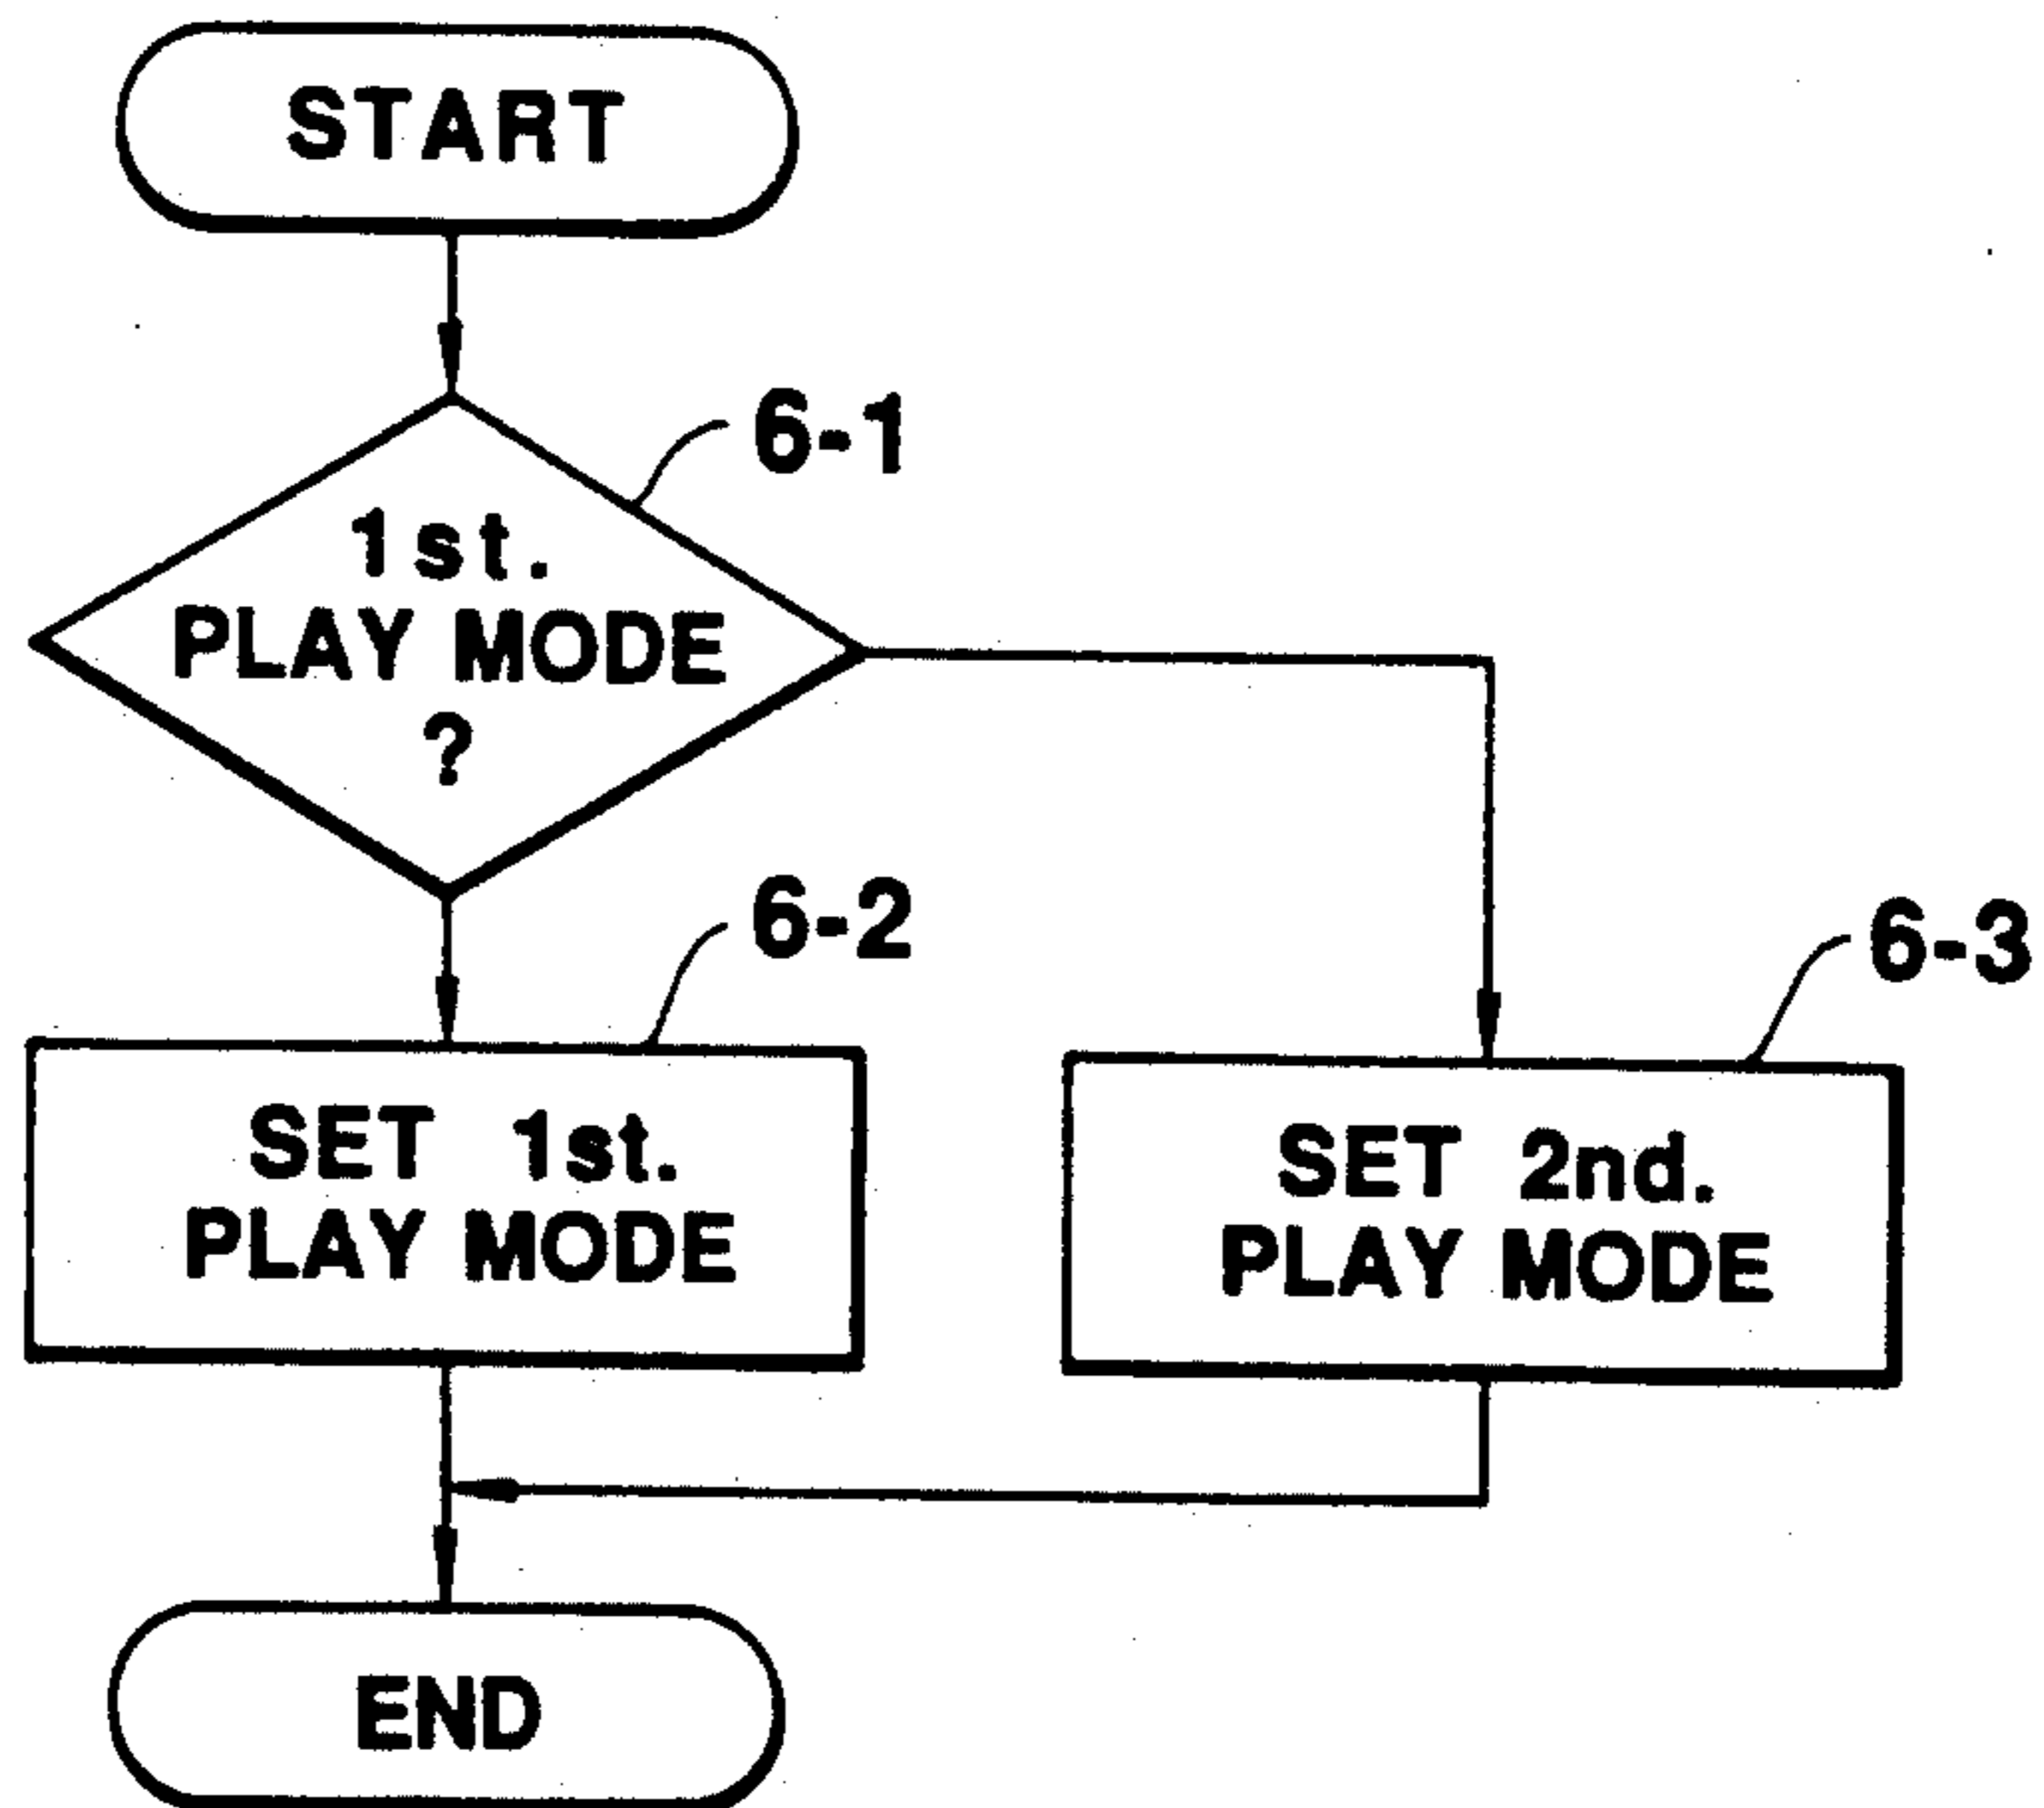 START
6-1
1st.
PLAY MODE
?
6-2
6-3
SET 1st.
PLAY MODE
SET 2nd.
PLAY MODE
END